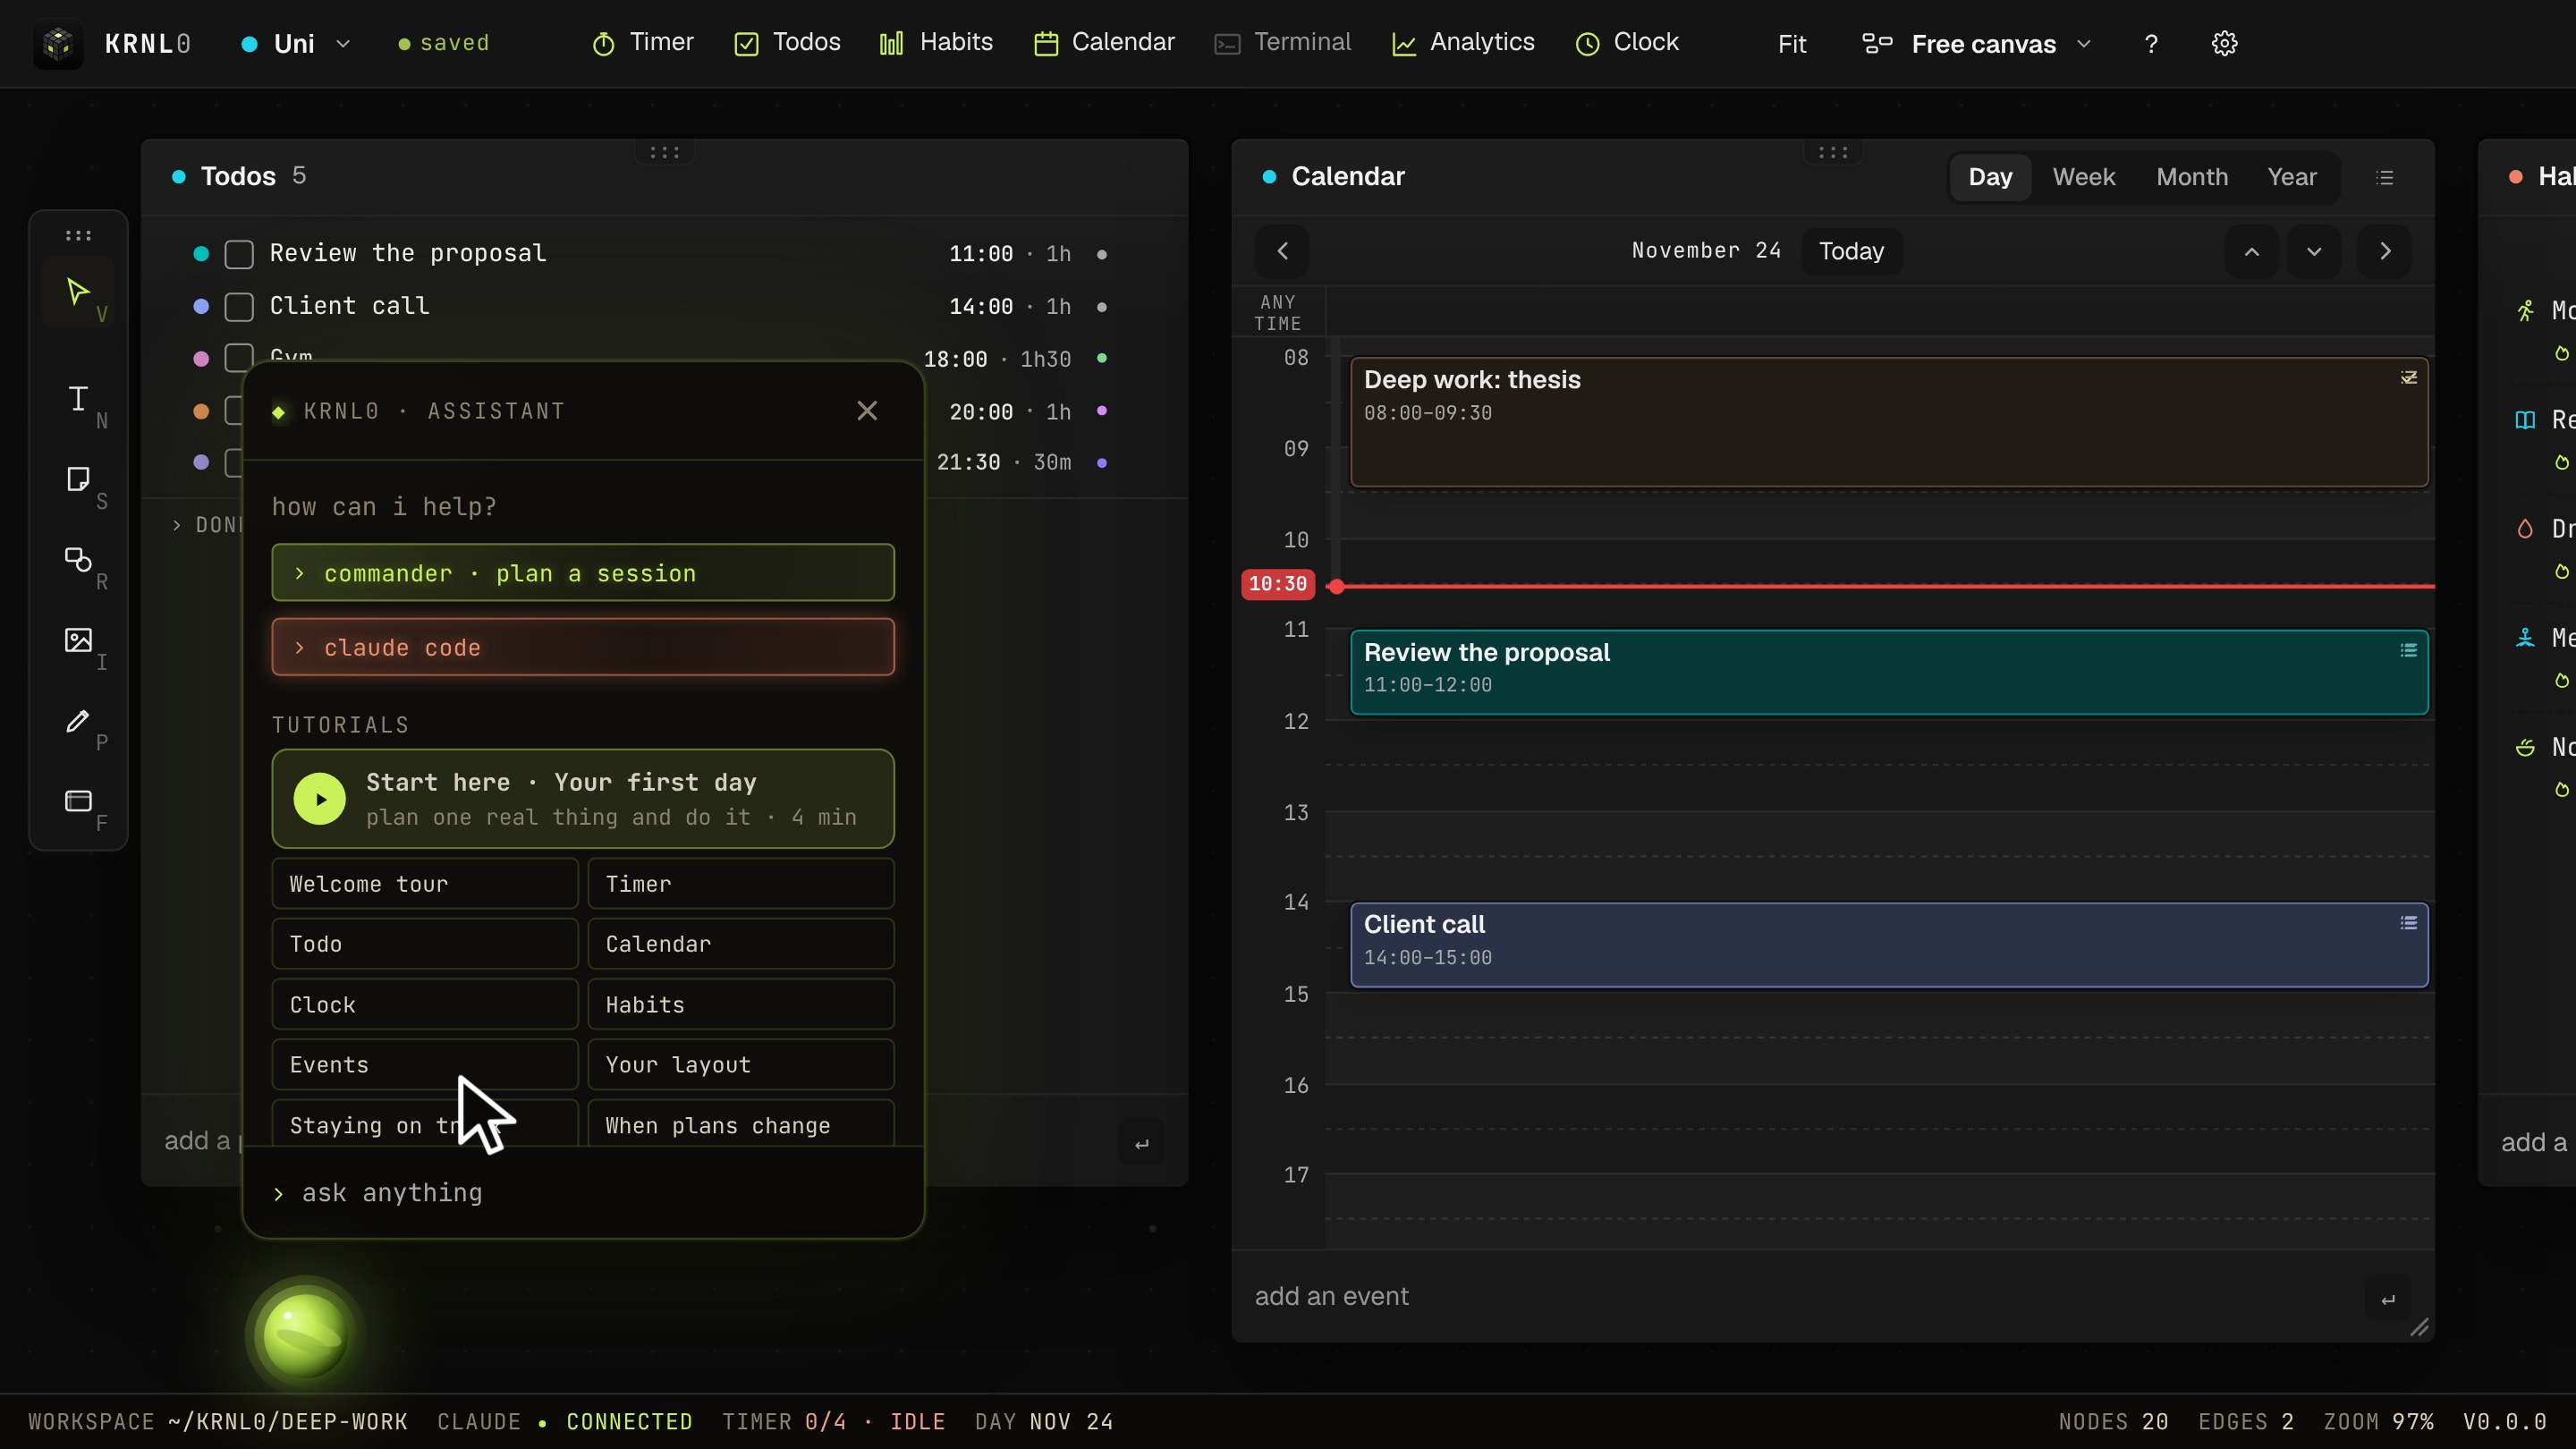 KRNL0
Uni
saved
Timer
Todos
Habits
Calendar
Terminal
Analytics
Clock
Fit
Free canvas
?
V
N
S
R
I
P
F
Todos 5
Review the proposal 11:00 · 1h
Client call 14:00 · 1h
Gym 18:00 · 1h30
20:00 · 1h
21:30 · 30m
add a
KRNL0 · ASSISTANT
how can i help?
commander · plan a session
claude code
TUTORIALS
Start here · Your first day
plan one real thing and do it · 4 min
Welcome tour
Timer
Todo
Calendar
Clock
Habits
Events
Your layout
Staying on
When plans change
ask anything
Calendar
Day Week Month Year
November 24 Today
ANY
TIME
08
Deep work: thesis
08:00–09:30
09
10
10:30
11
Review the proposal
11:00–12:00
12
13
14
Client call
14:00–15:00
15
16
17
add an event
add a
WORKSPACE ~/KRNL0/DEEP-WORK CLAUDE • CONNECTED TIMER 0/4 · IDLE DAY NOV 24
NODES 20 EDGES 2 ZOOM 97% V0.0.0